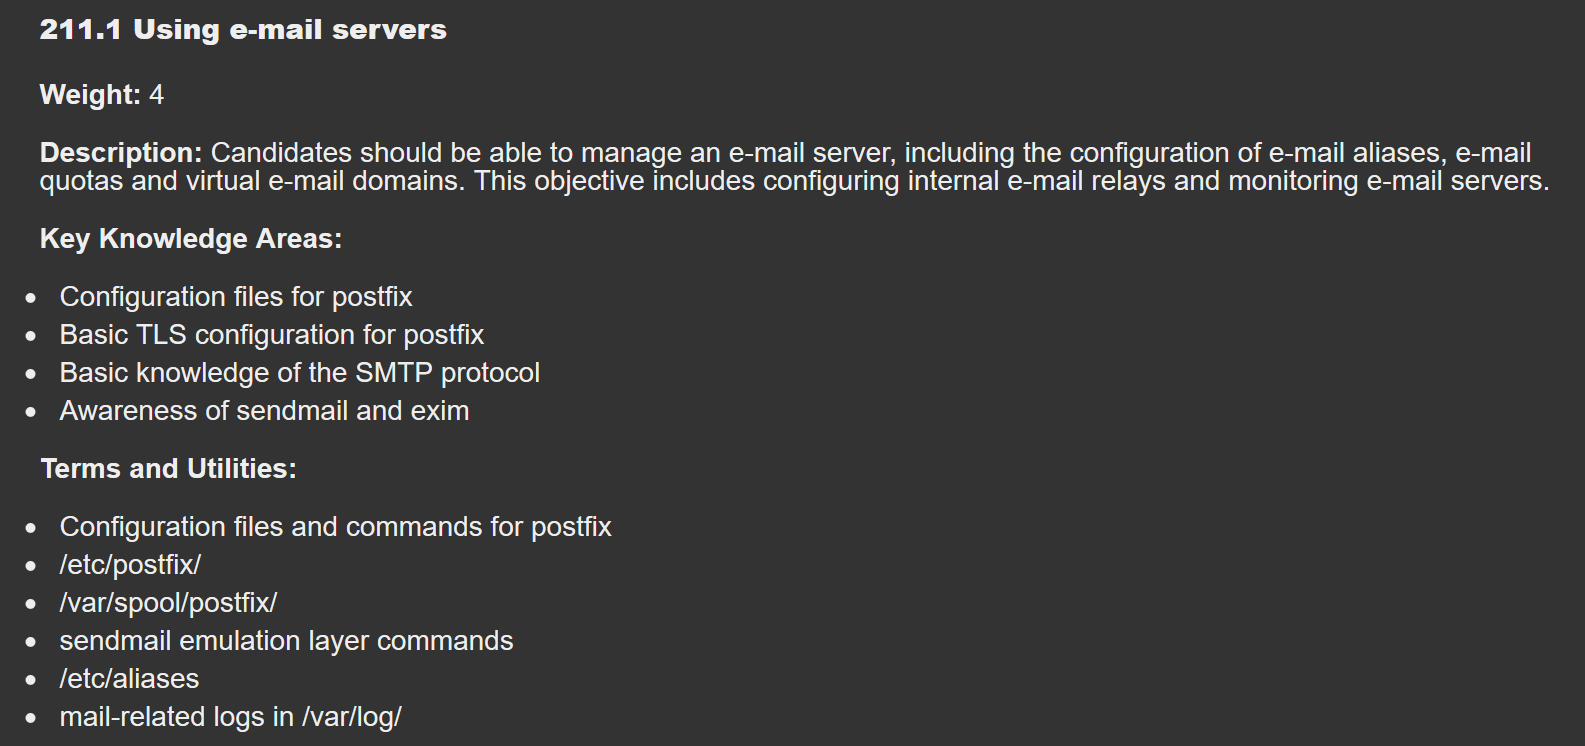 211.1 Using e-mail servers
Weight: 4
Description: Candidates should be able to manage an e-mail server, including the configuration of e-mail aliases, e-mail
quotas and virtual e-mail domains. This objective includes configuring internal e-mail relays and monitoring e-mail servers.
Key Knowledge Areas:
• Configuration files for postfix
• Basic TLS configuration for postfix
• Basic knowledge of the SMTP protocol
• Awareness of sendmail and exim
Terms and Utilities:
• Configuration files and commands for postfix
• /etc/postfix/
• /var/spool/postfix/
• sendmail emulation layer commands
• /etc/aliases
• mail-related logs in /var/log/